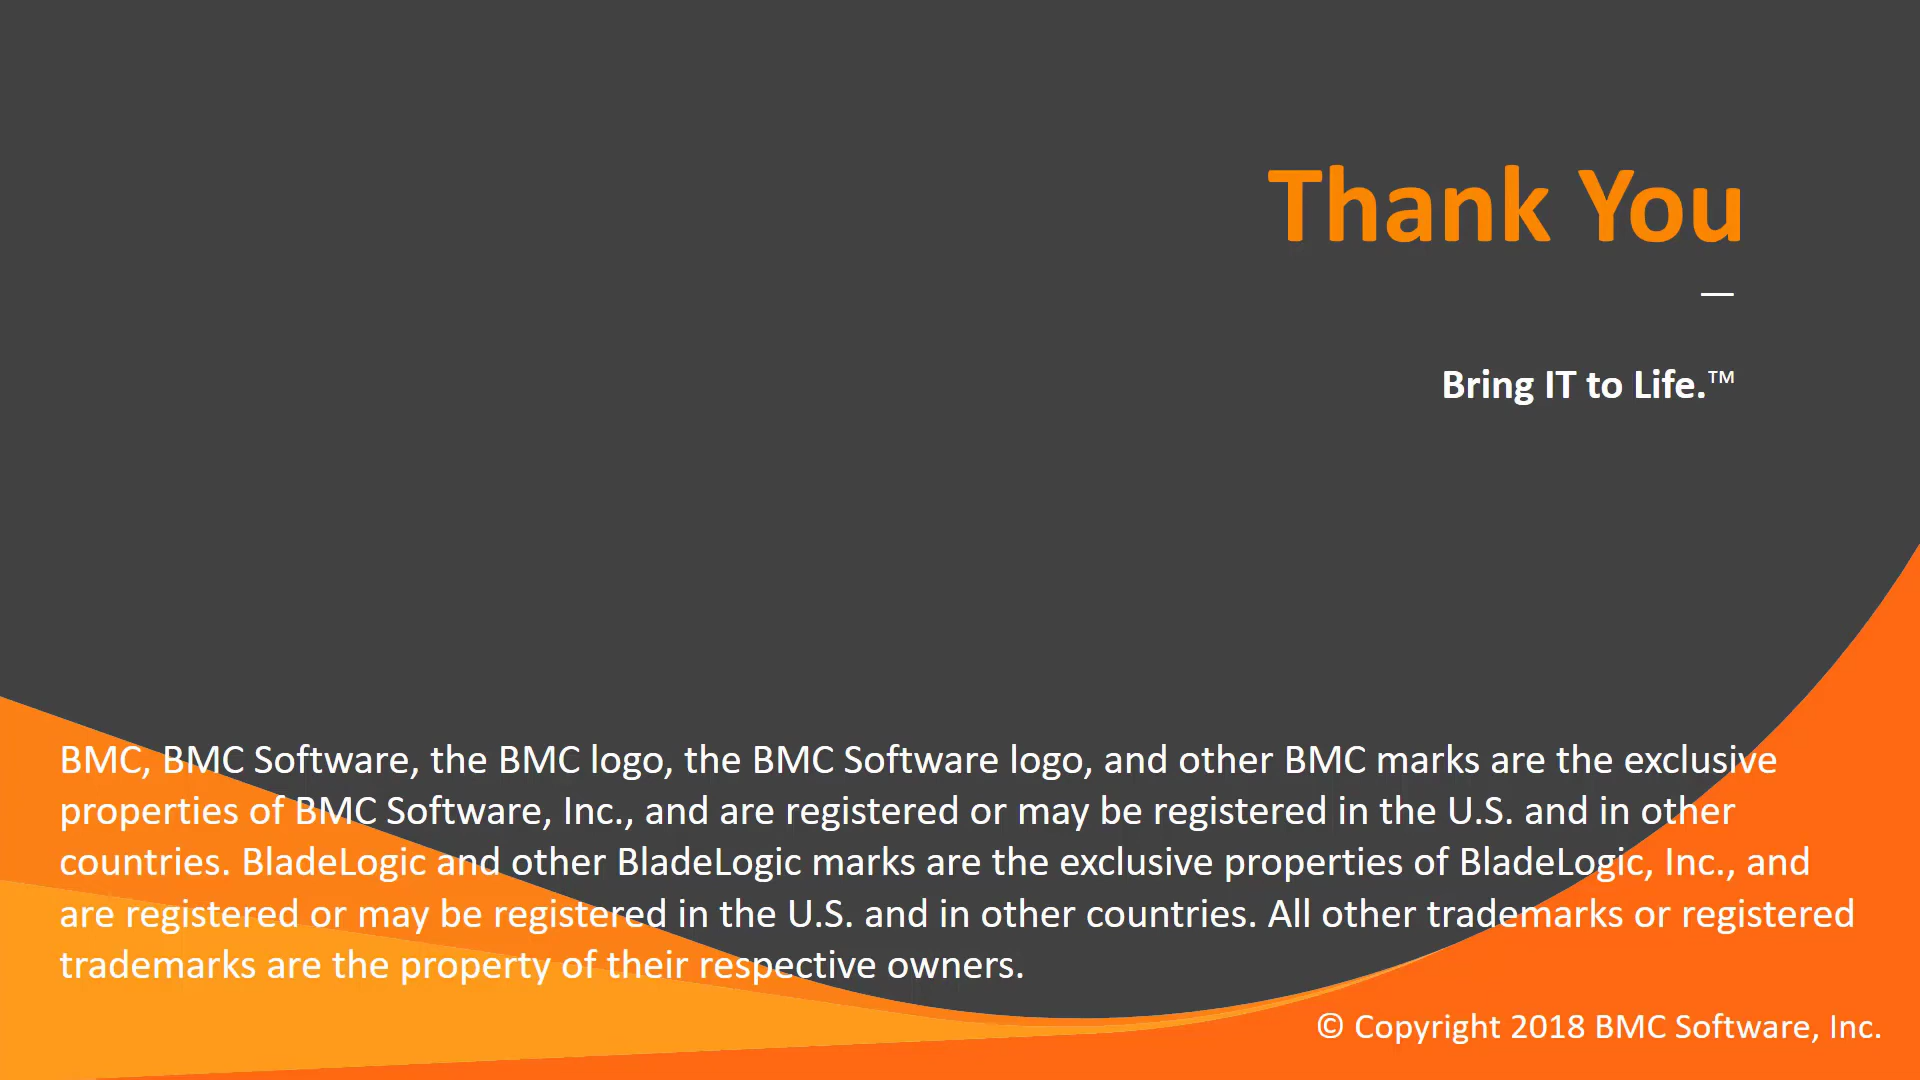 Thank You
Bring IT to Life.™
BMC, BMC Software, the BMC logo, the BMC Software logo, and other BMC marks are the exclusive
properties of BMC Software, Inc., and are registered or may be registered in the U.S. and in other
countries. BladeLogic and other BladeLogic marks are the exclusive properties of BladeLogic, Inc., and
are registered or may be registered in the U.S. and in other countries. All other trademarks or registered
trademarks are the property of their respective owners.
© Copyright 2018 BMC Software, Inc.